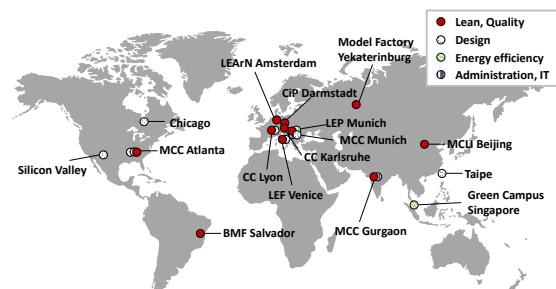 Lean, Quality
Design
Energy efficiency
Administration, IT
Model Factory
Yekaterinburg
LEArN Amsterdam
CiP Darmstadt
LEP Munich
MCC Munich
CC Karlsruhe
Chicago
MCC Atlanta
Silicon Valley
CC Lyon
LEF Venice
MCLI Beijing
Taipe
Green Campus
Singapore
MCC Gurgaon
BMF Salvador